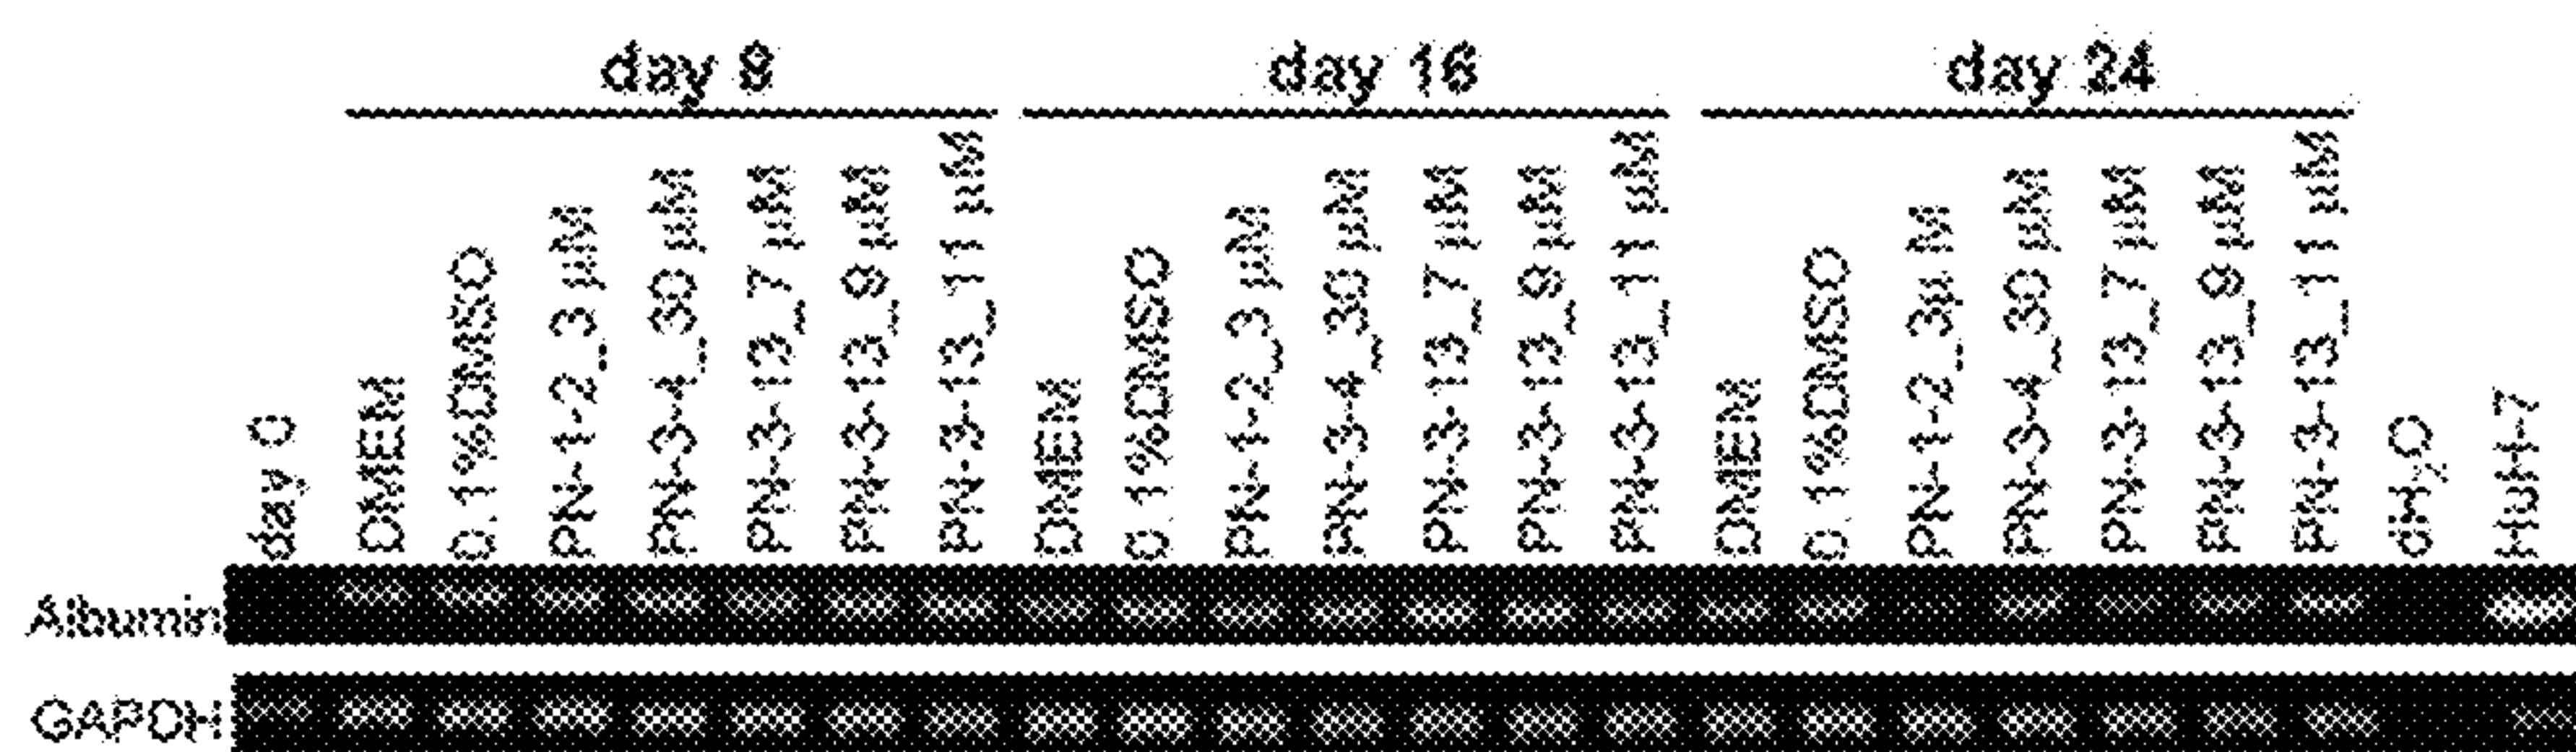 day 8
day 16
day 24
day 0
DMEM
0.1%DMSO
PN-1-2_3 µM
PN-3-4_30 µM
PN-3-13_7 µM
PN-3-13_9 µM
PN-3-13_11 µM
DMEM
0.1%DMSO
PN-1-2_3 µM
PN-3-4_30 µM
PN-3-13_7 µM
PN-3-13_9 µM
PN-3-13_11 µM
DMEM
0.1%DMSO
PN-1-2_3µ M
PN-3-4_30 µM
PN-3-13_7 µM
PN-3-13_9 µM
PN-3-13_11 µM
dH₂O
HuH-7
Albumin
GAPDH